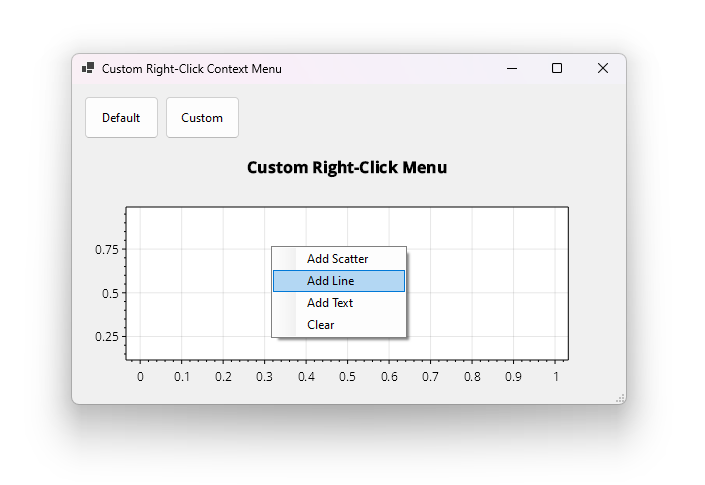 Custom Right-Click Context Menu
Default Custom
Custom Right-Click Menu
0.75
0.5
0.25
Add Scatter
Add Line
Add Text
Clear
0 0.1 0.2 0.3 0.4 0.5 0.6 0.7 0.8 0.9 1